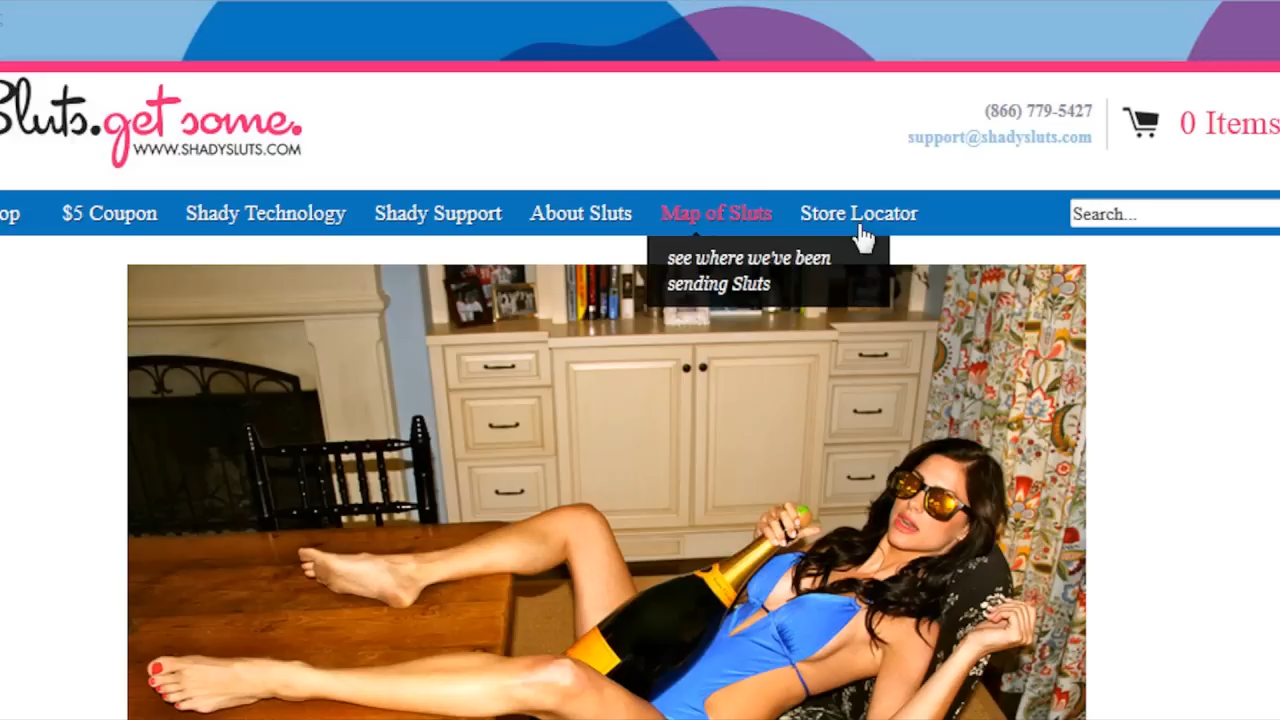 Sluts.get some.
WWW.SHADYSLUTS.COM
(866) 779-5427
support@shadysluts.com
0 Items
op $5 Coupon Shady Technology Shady Support About Sluts Map of Sluts Store Locator Search...
see where we've been
sending Sluts